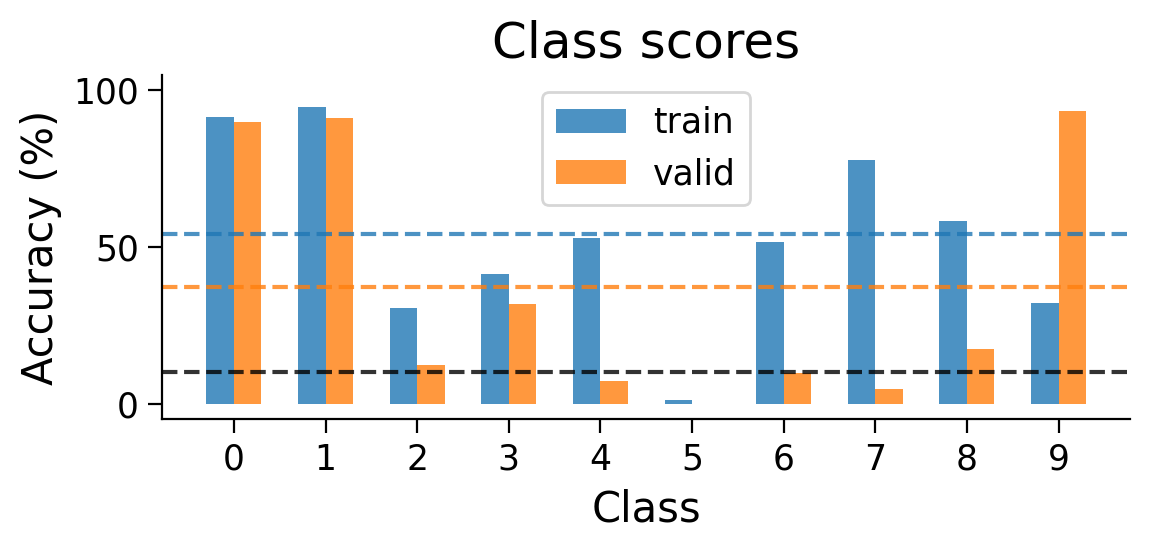 Class scores
Accuracy (%)
100
50
0
train
valid
0 1 2 3 4 5 6 7 8 9
Class